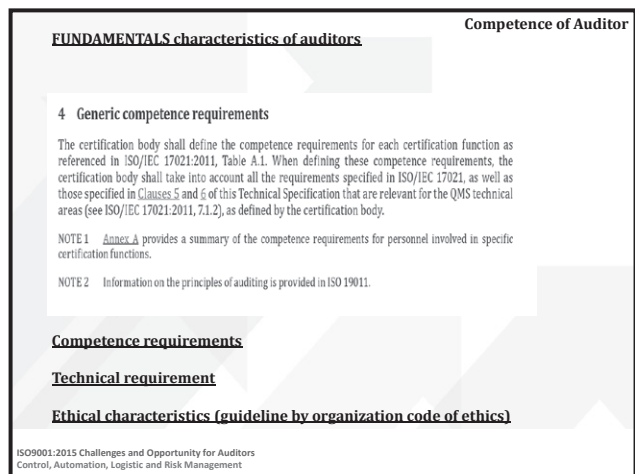 Competence of Auditor
FUNDAMENTALS characteristics of auditors
4 Generic competence requirements
The certification body shall define the competence requirements for each certification function as
referenced in ISO/IEC 17021:2011, Table A.1. When defining these competence requirements, the
certification body shall take into account all the requirements specified in ISO/IEC 17021, as well as
those specified in Clauses 5 and 6 of this Technical Specification that are relevant for the QMS technical
areas (see ISO/IEC 17021:2011, 7.1.2), as defined by the certification body.
NOTE 1 Annex A provides a summary of the competence requirements for personnel involved in specific
certification functions.
NOTE 2 Information on the principles of auditing is provided in ISO 19011.
Competence requirements
Technical requirement
Ethical characteristics (guideline by organization code of ethics)
ISO9001:2015 Challenges and Opportunity for Auditors
Control, Automation, Logistic and Risk Management